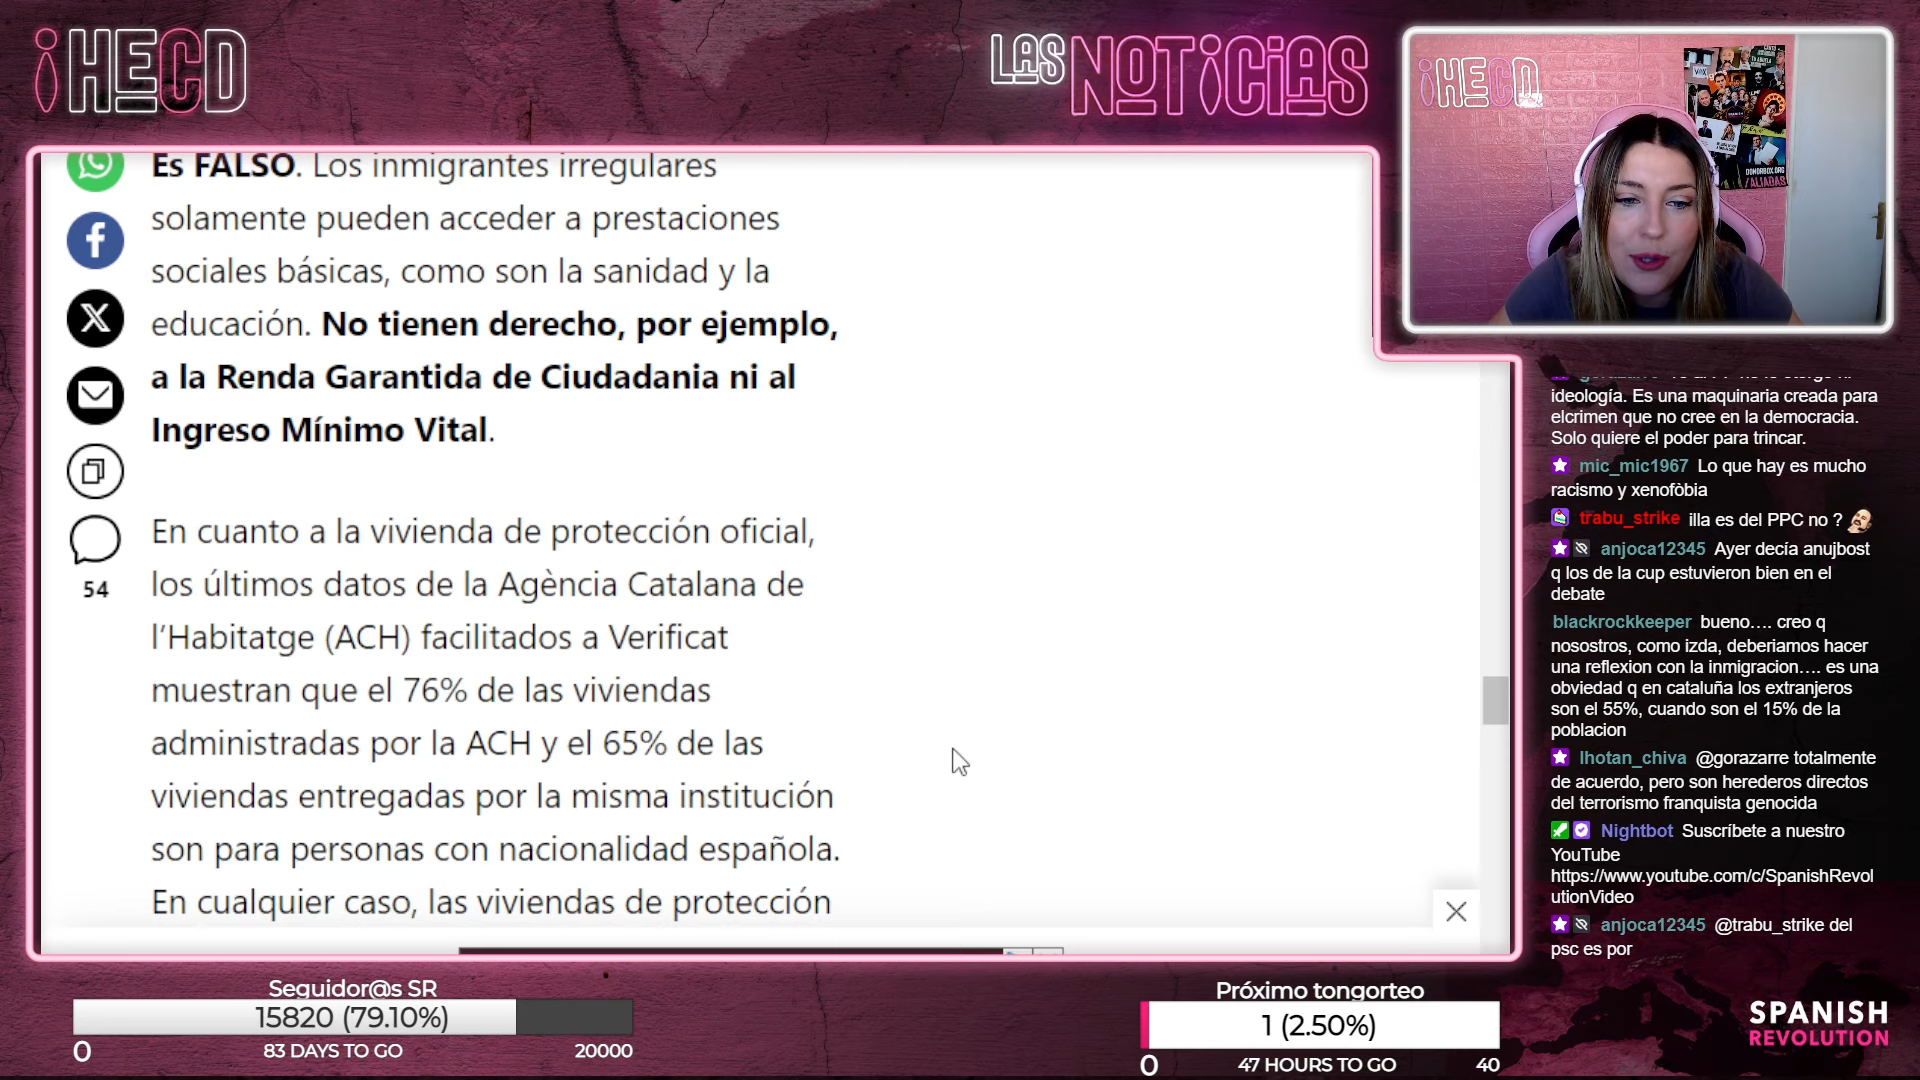 ¡HECD
LAS NOTICIAS
¡HECD
VOX
DONORBOX.ORG
/ALIADAS
Es FALSO. Los inmigrantes irregulares
solamente pueden acceder a prestaciones
sociales básicas, como son la sanidad y la
educación. No tienen derecho, por ejemplo,
a la Renda Garantida de Ciudadania ni al
Ingreso Mínimo Vital.
54
En cuanto a la vivienda de protección oficial,
los últimos datos de la Agència Catalana de
l’Habitatge (ACH) facilitados a Verificat
muestran que el 76% de las viviendas
administradas por la ACH y el 65% de las
viviendas entregadas por la misma institución
son para personas con nacionalidad española.
En cualquier caso, las viviendas de protección
ideología. Es una maquinaria creada para
elcrimen que no cree en la democracia.
Solo quiere el poder para trincar.
mic_mic1967 Lo que hay es mucho
racismo y xenofòbia
trabu_strike illa es del PPC no ?
anjoca12345 Ayer decía anujbost
q los de la cup estuvieron bien en el
debate
blackrockkeeper bueno.... creo q
nosostros, como izda, deberiamos hacer
una reflexion con la inmigracion.... es una
obviedad q en cataluña los extranjeros
son el 55%, cuando son el 15% de la
poblacion
lhotan_chiva @gorazarre totalmente
de acuerdo, pero son herederos directos
del terrorismo franquista genocida
Nightbot Suscríbete a nuestro
YouTube
https://www.youtube.com/c/SpanishRevol
utionVideo
anjoca12345 @trabu_strike del
psc es por
Seguidor@s SR
15820 (79.10%)
0 83 DAYS TO GO 20000
Próximo tongorteo
1 (2.50%)
0 47 HOURS TO GO 40
SPANISH
REVOLUTION